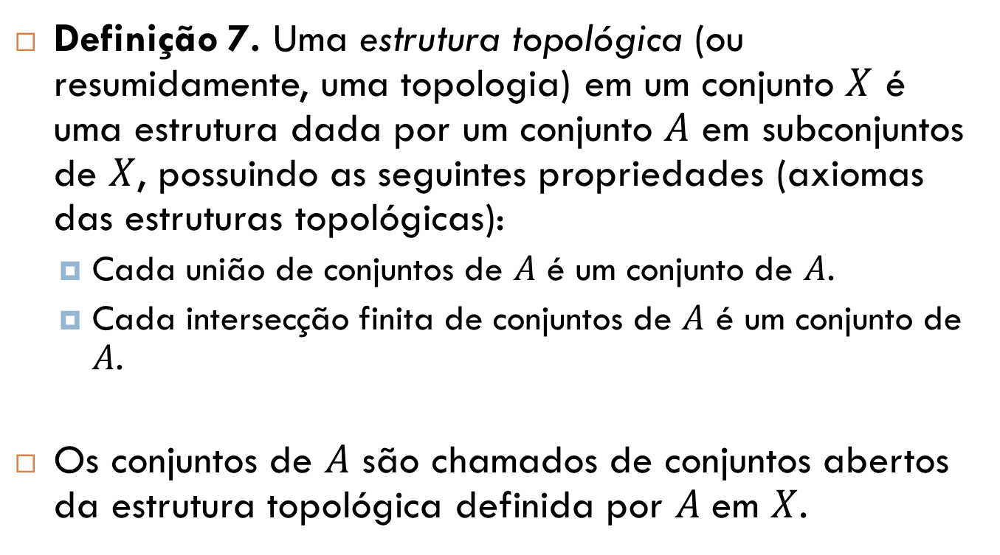 Definição 7. Uma estrutura topológica (ou
resumidamente, uma topologia) em um conjunto X é
uma estrutura dada por um conjunto A em subconjuntos
de X, possuindo as seguintes propriedades (axiomas
das estruturas topológicas):
Cada união de conjuntos de A é um conjunto de A.
Cada intersecção finita de conjuntos de A é um conjunto de
A.
Os conjuntos de A são chamados de conjuntos abertos
da estrutura topológica definida por A em X.